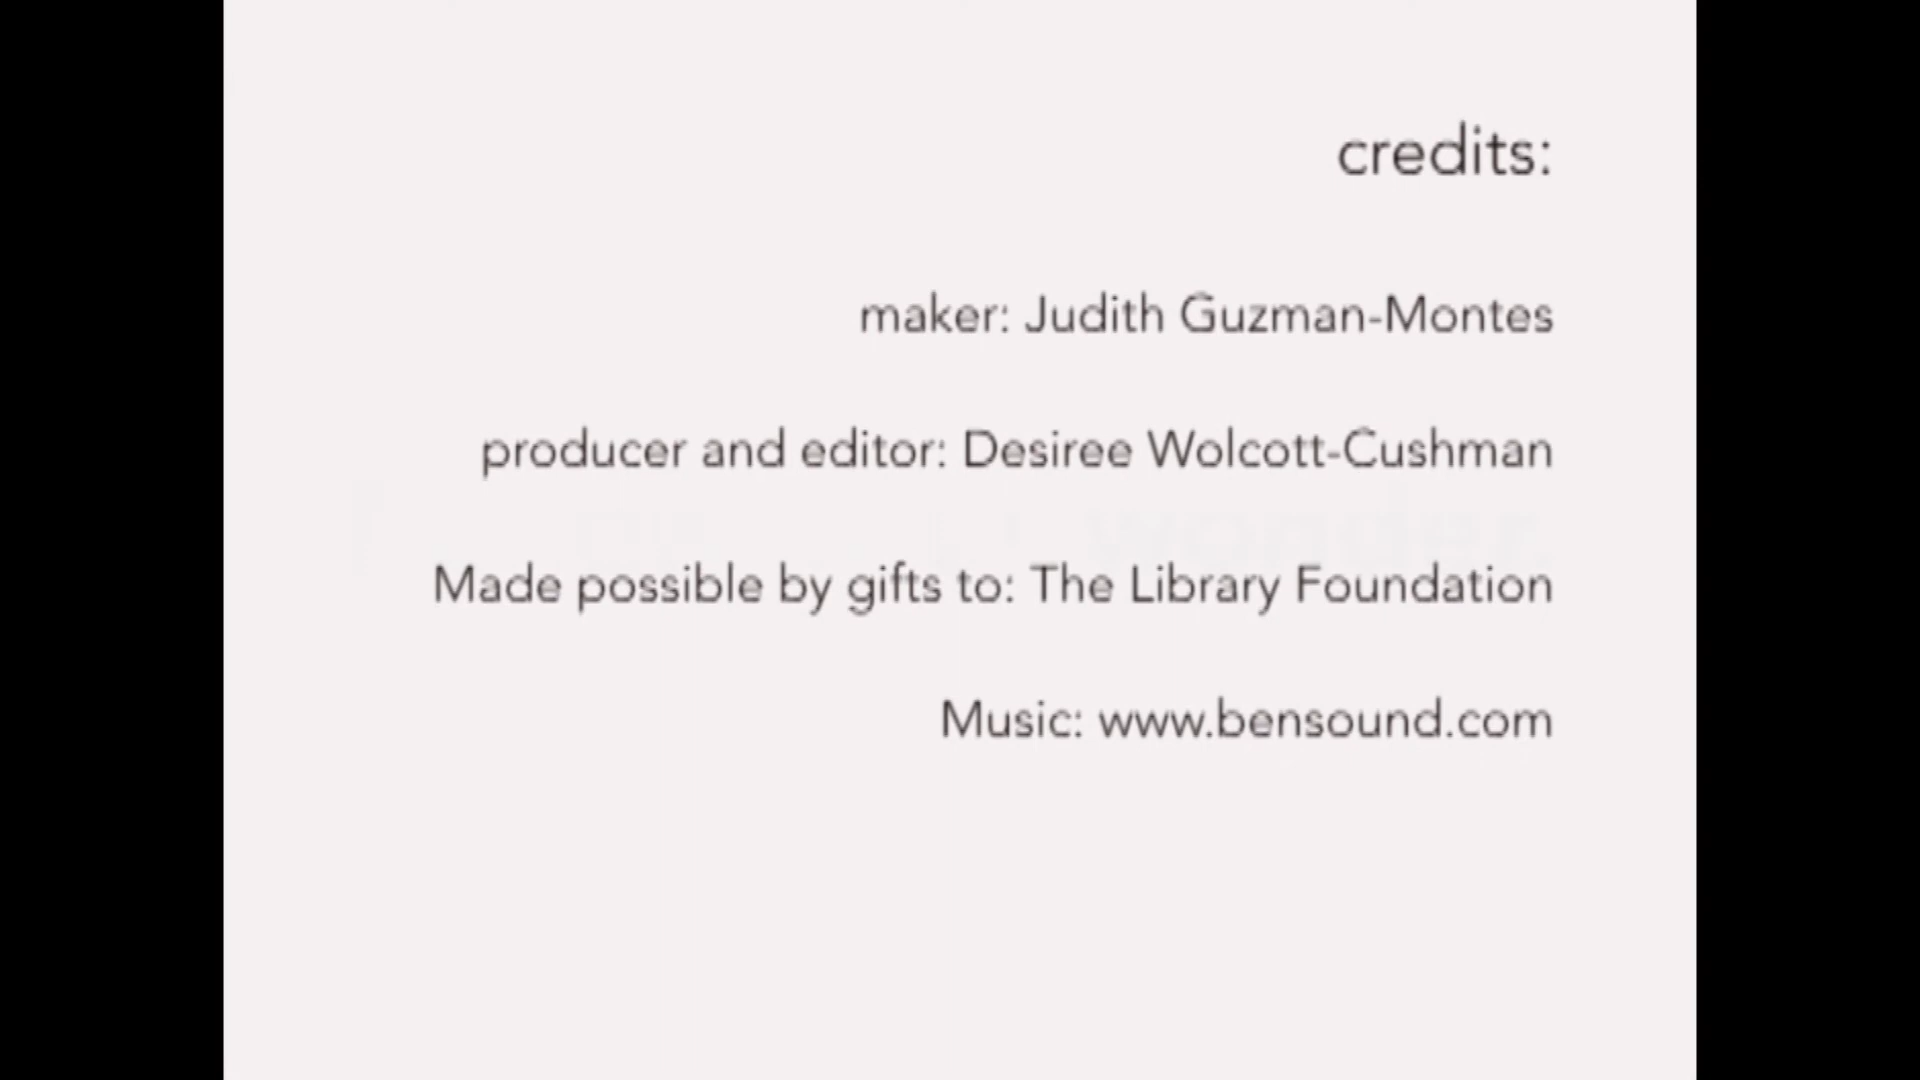 credits:
maker: Judith Guzman-Montes
producer and editor: Desiree Wolcott-Cushman
wonder.
Made possible by gifts to: The Library Foundation
Music: www.bensound.com